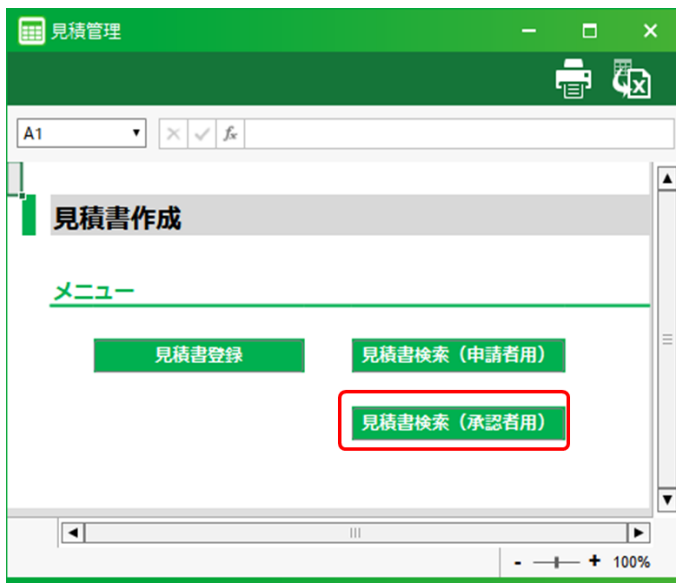 見積管理
A1
fx
見積書作成
メニュー
見積書登録 見積書検索（申請者用）
見積書検索（承認者用）
- + 100%